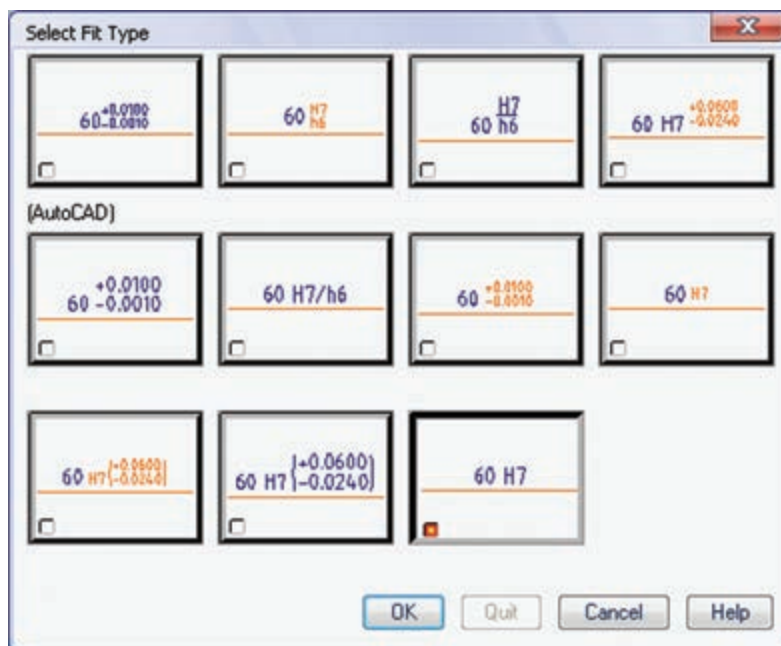 Select Fit Type
60 +0.0100 -0.0010
60 H7 h6
60 H7 h6
60 H7 +0.0600 -0.0240
(AutoCAD)
60 +0.0100 -0.0010
60 H7/h6
60 +0.0100 -0.0010
60 H7
60 H7 (+0.0600 -0.0240)
60 H7 (+0.0600 -0.0240)
60 H7
OK Quit Cancel Help